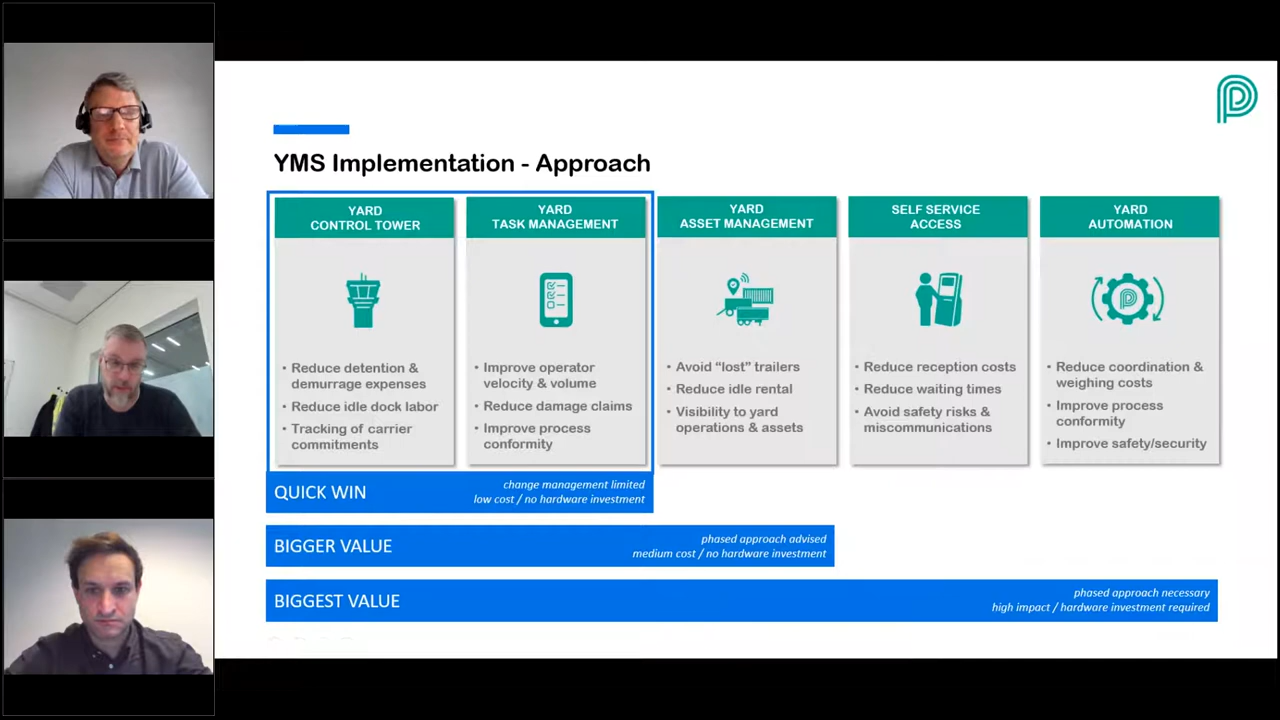 YMS Implementation - Approach
YARD
CONTROL TOWER
• Reduce detention &
demurrage expenses
• Reduce idle dock labor
• Tracking of carrier
commitments
YARD
TASK MANAGEMENT
• Improve operator
velocity & volume
• Reduce damage claims
• Improve process
conformity
YARD
ASSET MANAGEMENT
• Avoid “lost” trailers
• Reduce idle rental
• Visibility to yard
operations & assets
SELF SERVICE
ACCESS
• Reduce reception costs
• Reduce waiting times
• Avoid safety risks &
miscommunications
YARD
AUTOMATION
• Reduce coordination &
weighing costs
• Improve process
conformity
• Improve safety/security
QUICK WIN
change management limited
low cost / no hardware investment
BIGGER VALUE
phased approach advised
medium cost / no hardware investment
BIGGEST VALUE
phased approach necessary
high impact / hardware investment required